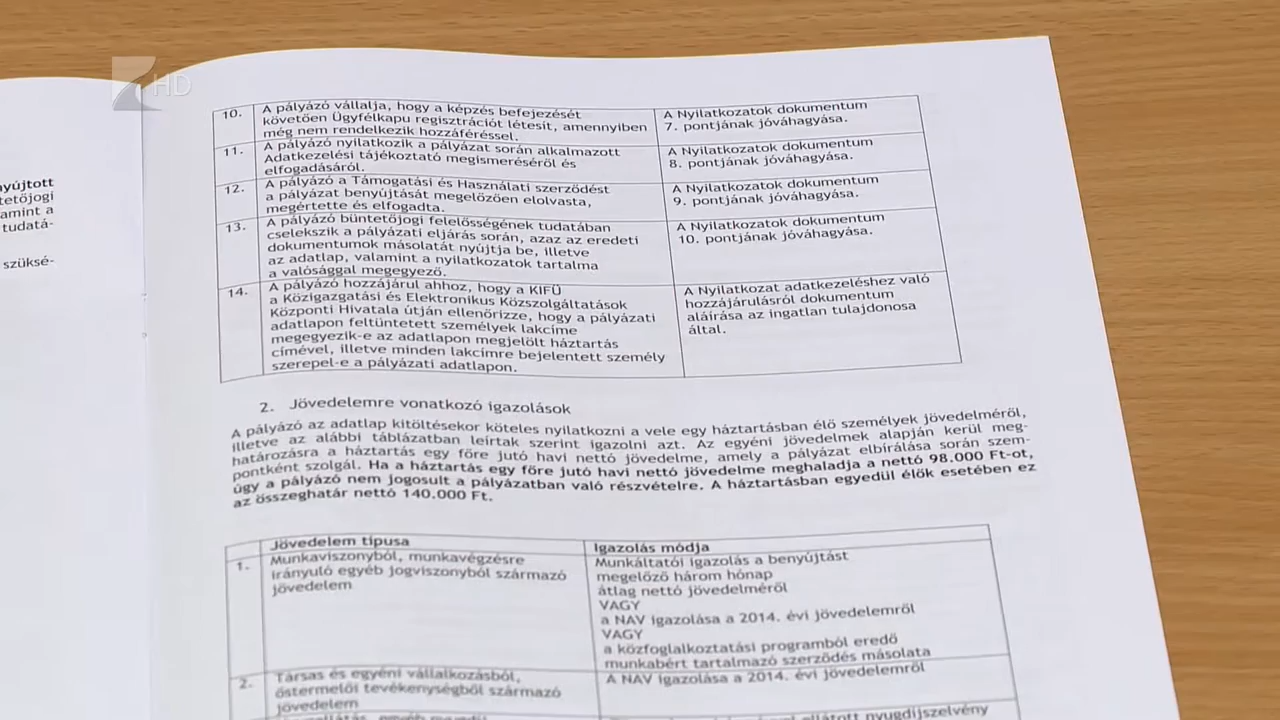 7 HD
nyújtott
tetőjogi
amint a
tudatá-
szüksé-
10. A pályázó vállalja, hogy a képzés befejezését
követően Ügyfélkapu regisztrációt létesít, amennyiben
még nem rendelkezik hozzáféréssel.
A Nyilatkozatok dokumentum
7. pontjának jóváhagyása.
11. A pályázó nyilatkozik a pályázat során alkalmazott
Adatkezelési tájékoztató megismeréséről és
elfogadásáról.
A Nyilatkozatok dokumentum
8. pontjának jóváhagyása.
12. A pályázó a Támogatási és Használati szerződést
a pályázat benyújtását megelőzően elolvasta,
megértette és elfogadta.
A Nyilatkozatok dokumentum
9. pontjának jóváhagyása.
13. A pályázó büntetőjogi felelősségének tudatában
cselekszik a pályázati eljárás során, azaz az eredeti
dokumentumok másolatát nyújtja be, illetve
az adatlap, valamint a nyilatkozatok tartalma
a valósággal megegyező.
A Nyilatkozatok dokumentum
10. pontjának jóváhagyása.
14. A pályázó hozzájárul ahhoz, hogy a KIFÜ
a Közigazgatási és Elektronikus Közszolgáltatások
Központi Hivatala útján ellenőrizze, hogy a pályázati
adatlapon feltüntetett személyek lakcíme
megegyezik-e az adatlapon megjelölt háztartás
címével, illetve minden lakcímre bejelentett személy
szerepel-e a pályázati adatlapon.
A Nyilatkozat adatkezeléshez való
hozzájárulásról dokumentum
aláírása az ingatlan tulajdonosa
által.
2. Jövedelemre vonatkozó igazolások
A pályázó az adatlap kitöltésekor köteles nyilatkozni a vele egy háztartásban élő személyek jövedelméről,
illetve az alábbi táblázatban leírtak szerint igazolni azt. Az egyéni jövedelmek alapján kerül meg-
határozásra a háztartás egy főre jutó havi nettó jövedelme, amely a pályázat elbírálása során szem-
pontként szolgál. Ha a háztartás egy főre jutó havi nettó jövedelme meghaladja a nettó 98.000 Ft-ot,
úgy a pályázó nem jogosult a pályázatban való részvételre. A háztartásban egyedül élők esetében ez
az összeghatár nettó 140.000 Ft.
Jövedelem típusa
Igazolás módja
1. Munkaviszonyból, munkavégzésre
irányuló egyéb jogviszonyból származó
jövedelem
Munkáltatói igazolás a benyújtást
megelőző három hónap
átlag nettó jövedelméről
VAGY
a NAV igazolása a 2014. évi jövedelemről
VAGY
a közfoglalkoztatási programból eredő
munkabért tartalmazó szerződés másolata
2. Társas és egyéni vállalkozásból,
őstermelői tevékenységből származó
jövedelem
A NAV igazolása a 2014. évi jövedelemről
ellátott nyugdíjszelvény